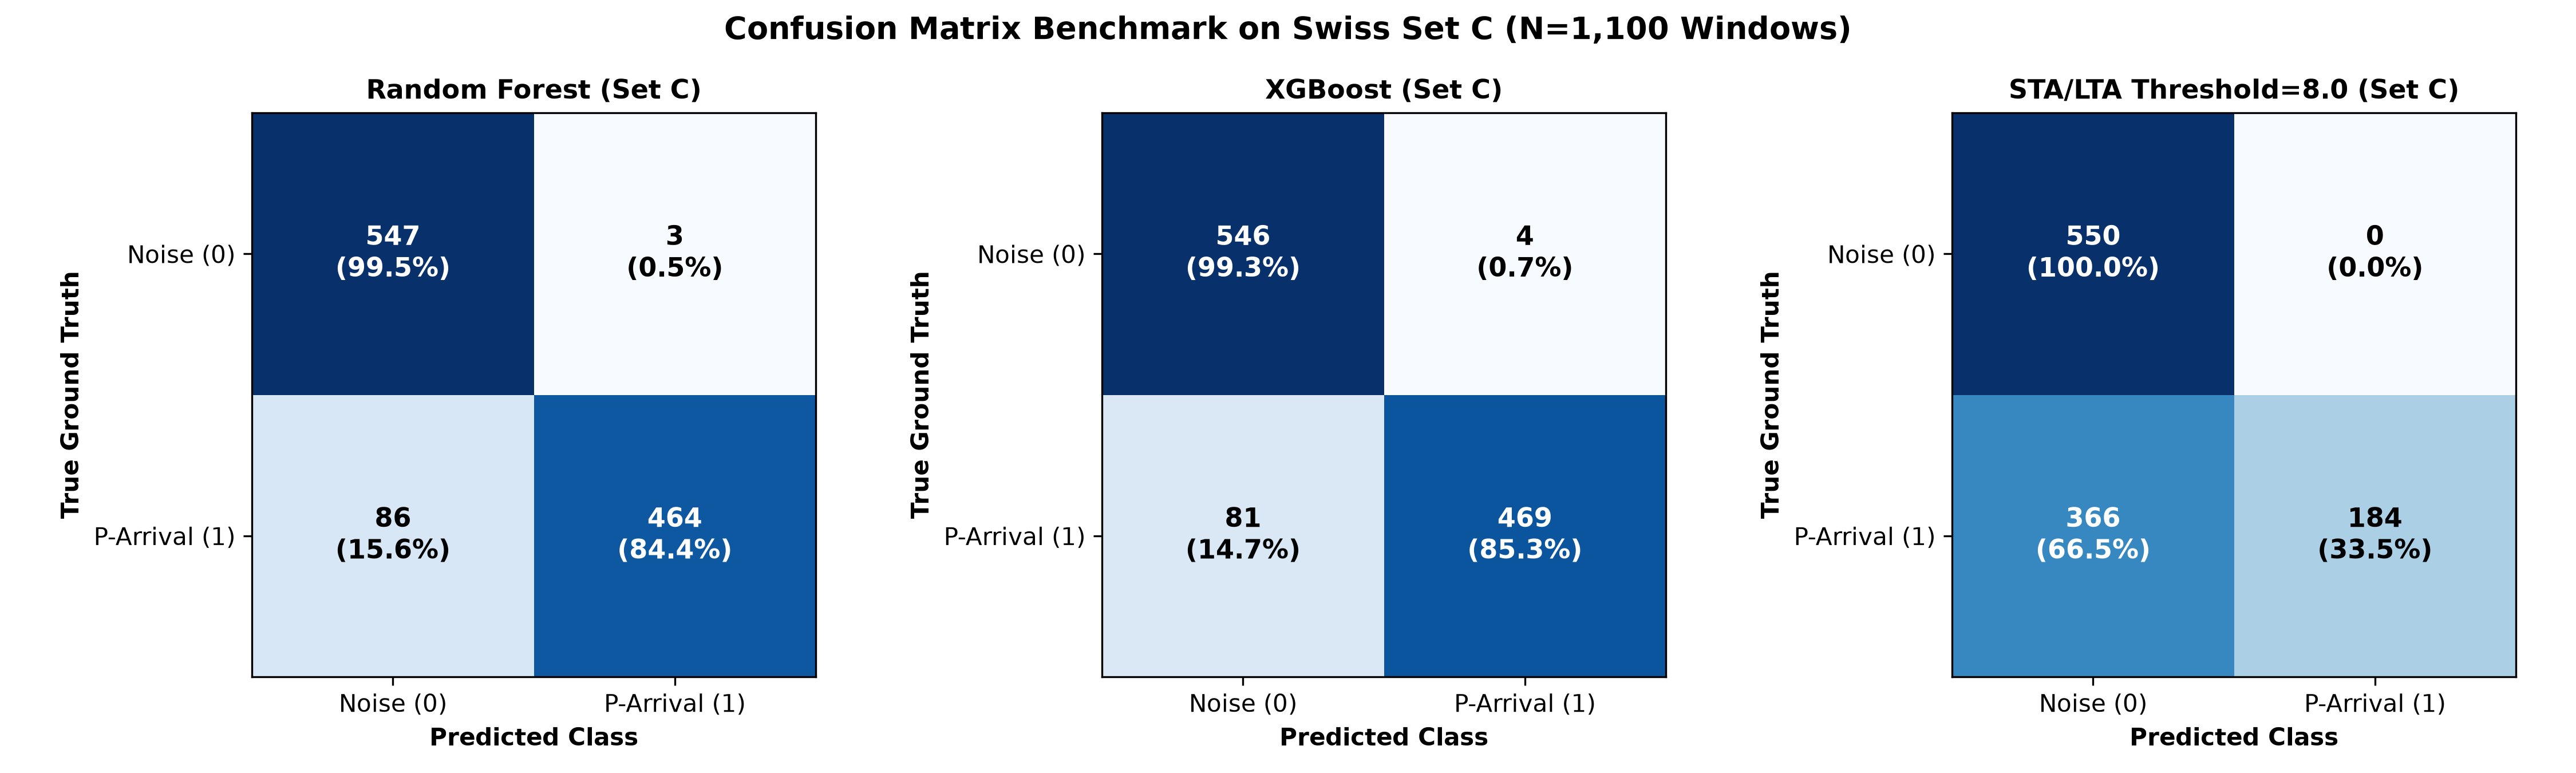 Confusion Matrix Benchmark on Swiss Set C (N=1,100 Windows)
Random Forest (Set C)
True Ground Truth
Noise (0)
P-Arrival (1)
547
(99.5%)
3
(0.5%)
86
(15.6%)
464
(84.4%)
Noise (0)
P-Arrival (1)
Predicted Class
XGBoost (Set C)
True Ground Truth
Noise (0)
P-Arrival (1)
546
(99.3%)
4
(0.7%)
81
(14.7%)
469
(85.3%)
Noise (0)
P-Arrival (1)
Predicted Class
STA/LTA Threshold=8.0 (Set C)
True Ground Truth
Noise (0)
P-Arrival (1)
550
(100.0%)
0
(0.0%)
366
(66.5%)
184
(33.5%)
Noise (0)
P-Arrival (1)
Predicted Class